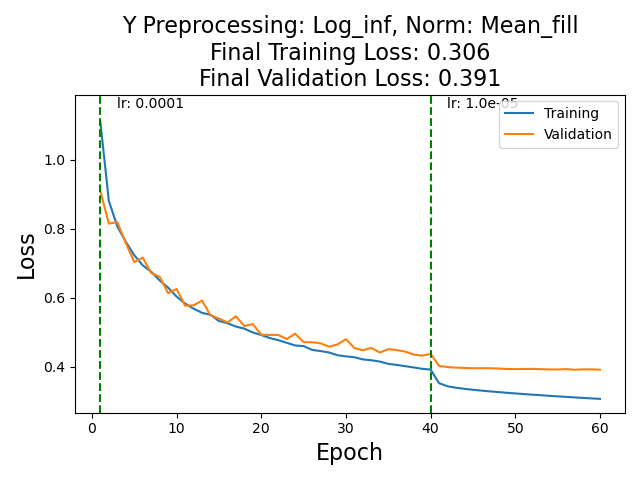 Y Preprocessing: Log_inf, Norm: Mean_fill
Final Training Loss: 0.306
Final Validation Loss: 0.391
lr: 0.0001
lr: 1.0e-05
Training
Validation
Loss
1.0
0.8
0.6
0.4
0
10
20
30
40
50
60
Epoch